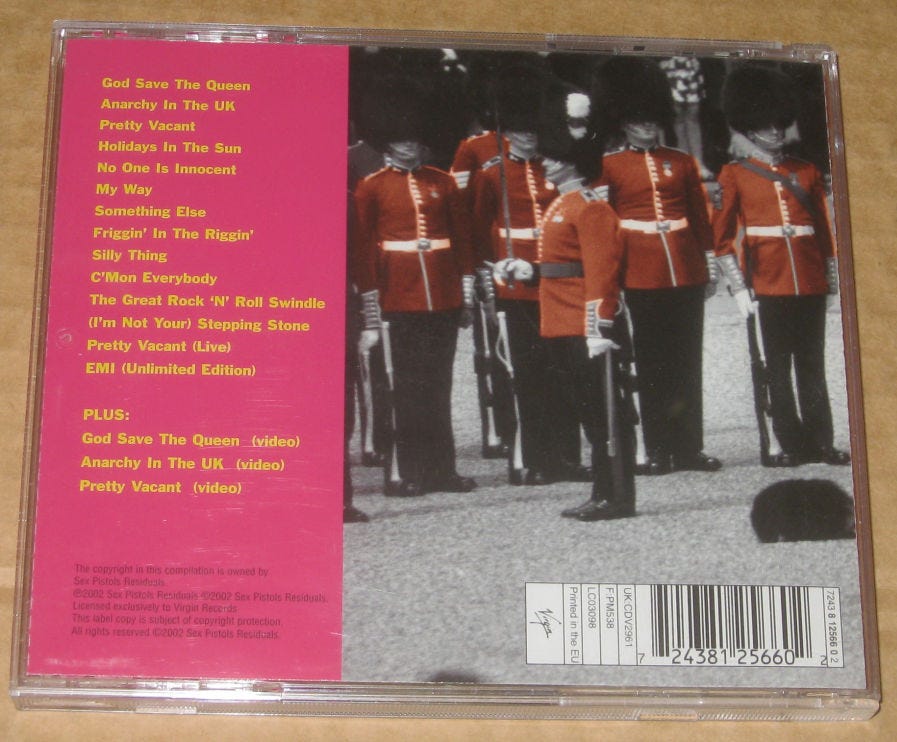 God Save The Queen
Anarchy In The UK
Pretty Vacant
Holidays In The Sun
No One Is Innocent
My Way
Something Else
Friggin' In The Riggin'
Silly Thing
C'Mon Everybody
The Great Rock 'N' Roll Swindle
(I'm Not Your) Stepping Stone
Pretty Vacant (Live)
EMI (Unlimited Edition)
PLUS:
God Save The Queen (video)
Anarchy In The UK (video)
Pretty Vacant (video)
The copyright in this compilation is owned by
Sex Pistols Residuals.
℗2002 Sex Pistols Residuals ©2002 Sex Pistols Residuals.
Licensed exclusively to Virgin Records
This label copy is subject of copyright protection.
All rights reserved ©2002 Sex Pistols Residuals.
Virgin
Printed in the EU
LC03098
F:PM538
UK:CDV2961
7 24381 25660 2
7243 8 12566 0 2